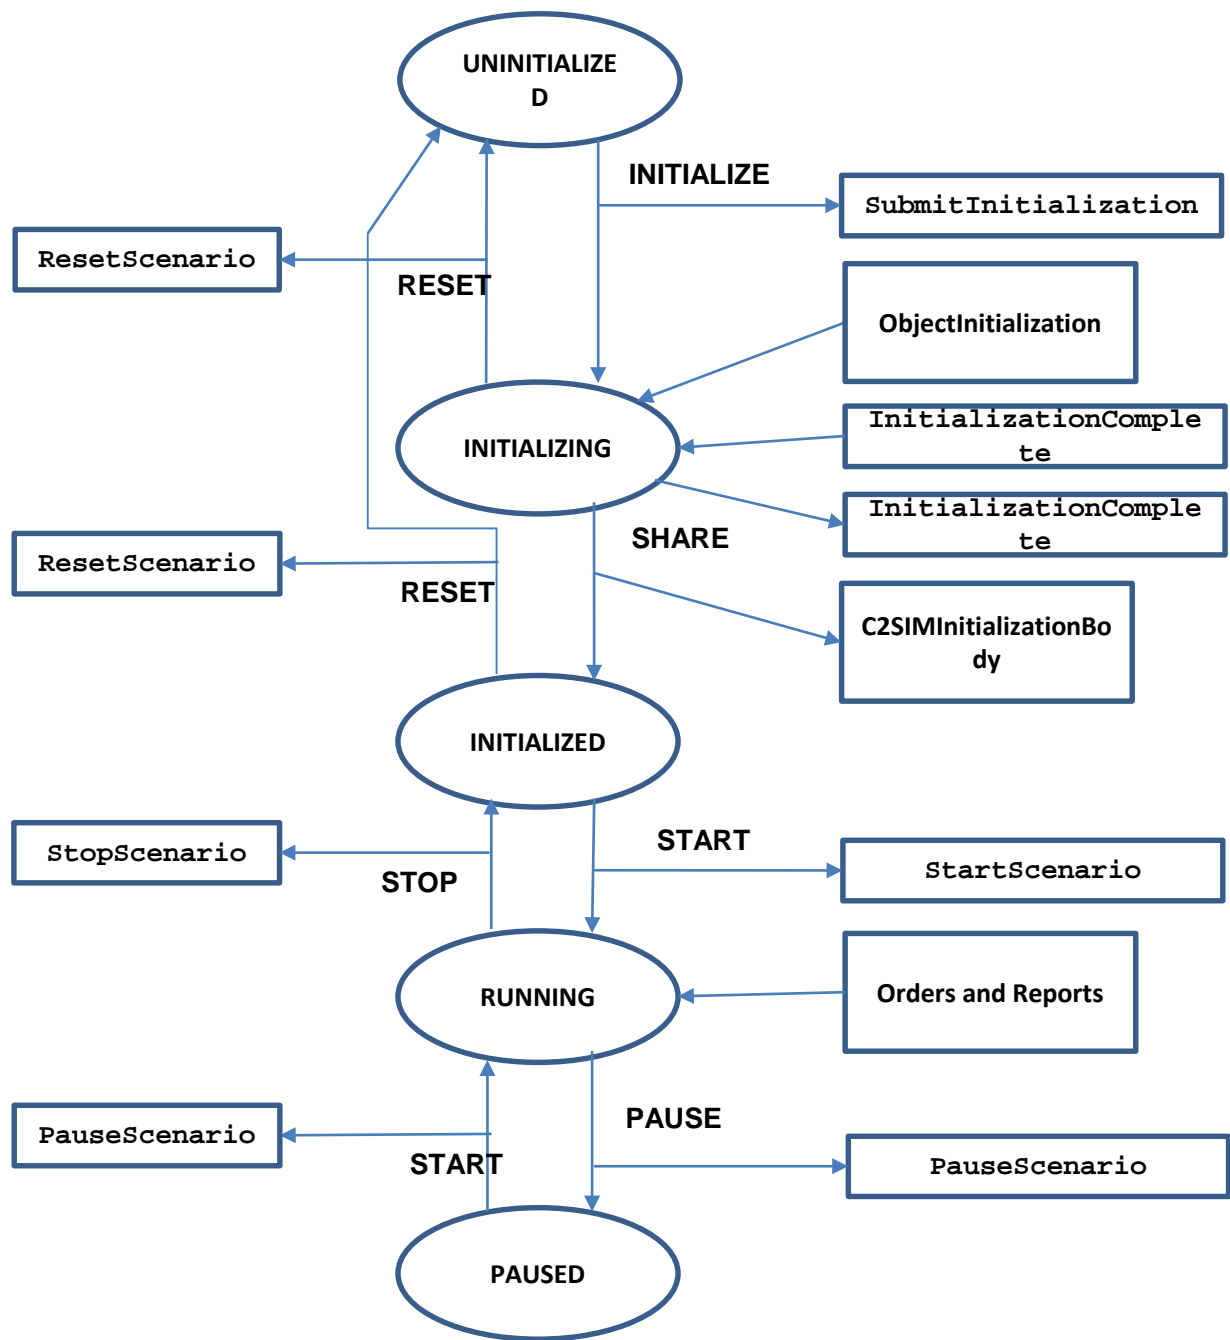 UNINITIALIZE
D
INITIALIZE
SubmitInitialization
ResetScenario
RESET
ObjectInitialization
InitializationComple
te
INITIALIZING
InitializationComple
te
SHARE
ResetScenario
RESET
C2SIMInitializationBo
dy
INITIALIZED
StopScenario
START
STOP
StartScenario
RUNNING
Orders and Reports
PauseScenario
PAUSE
START
PauseScenario
PAUSED